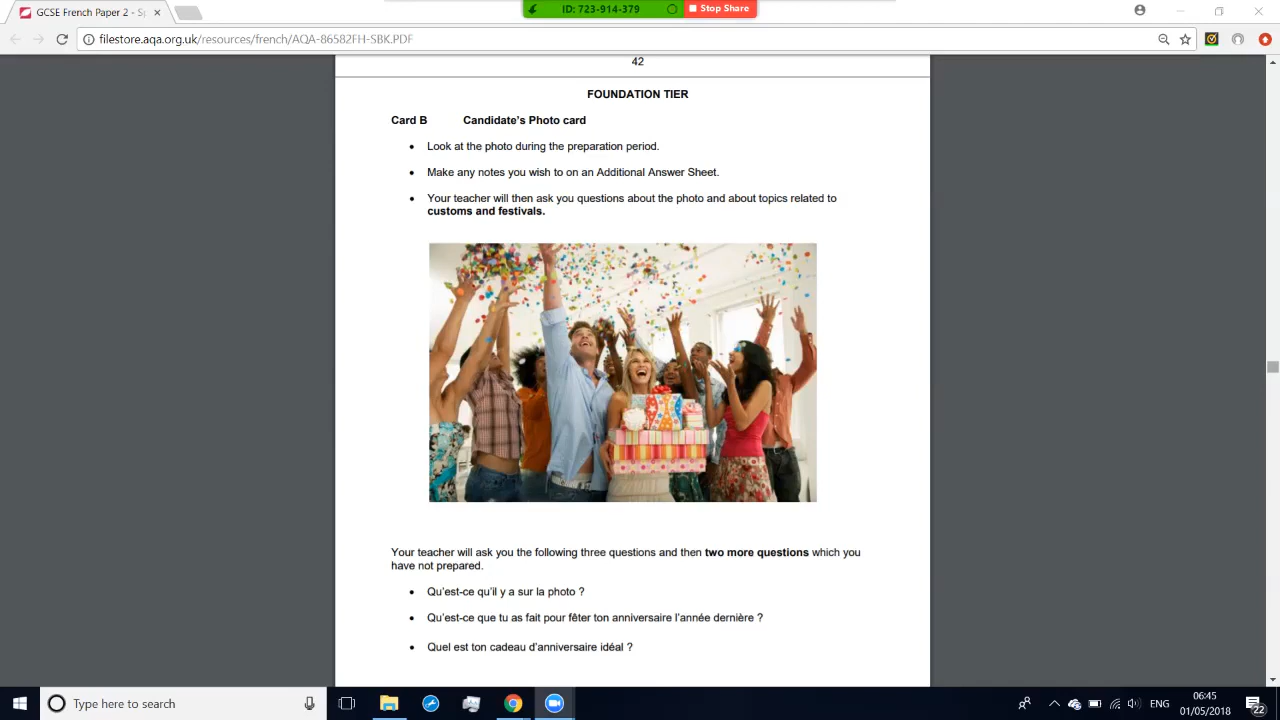 GCSE French Paper 2 - Sp
ID: 723-914-379
Stop Share
filestore.aqa.org.uk/resources/french/AQA-86582FH-SBK.PDF
42
FOUNDATION TIER
Card B Candidate's Photo card
• Look at the photo during the preparation period.
• Make any notes you wish to on an Additional Answer Sheet.
• Your teacher will then ask you questions about the photo and about topics related to
customs and festivals.
Your teacher will ask you the following three questions and then two more questions which you
have not prepared.
• Qu'est-ce qu'il y a sur la photo ?
• Qu'est-ce que tu as fait pour fêter ton anniversaire l'année dernière ?
• Quel est ton cadeau d'anniversaire idéal ?
Type here to search
ENG
06:45
01/05/2018
22